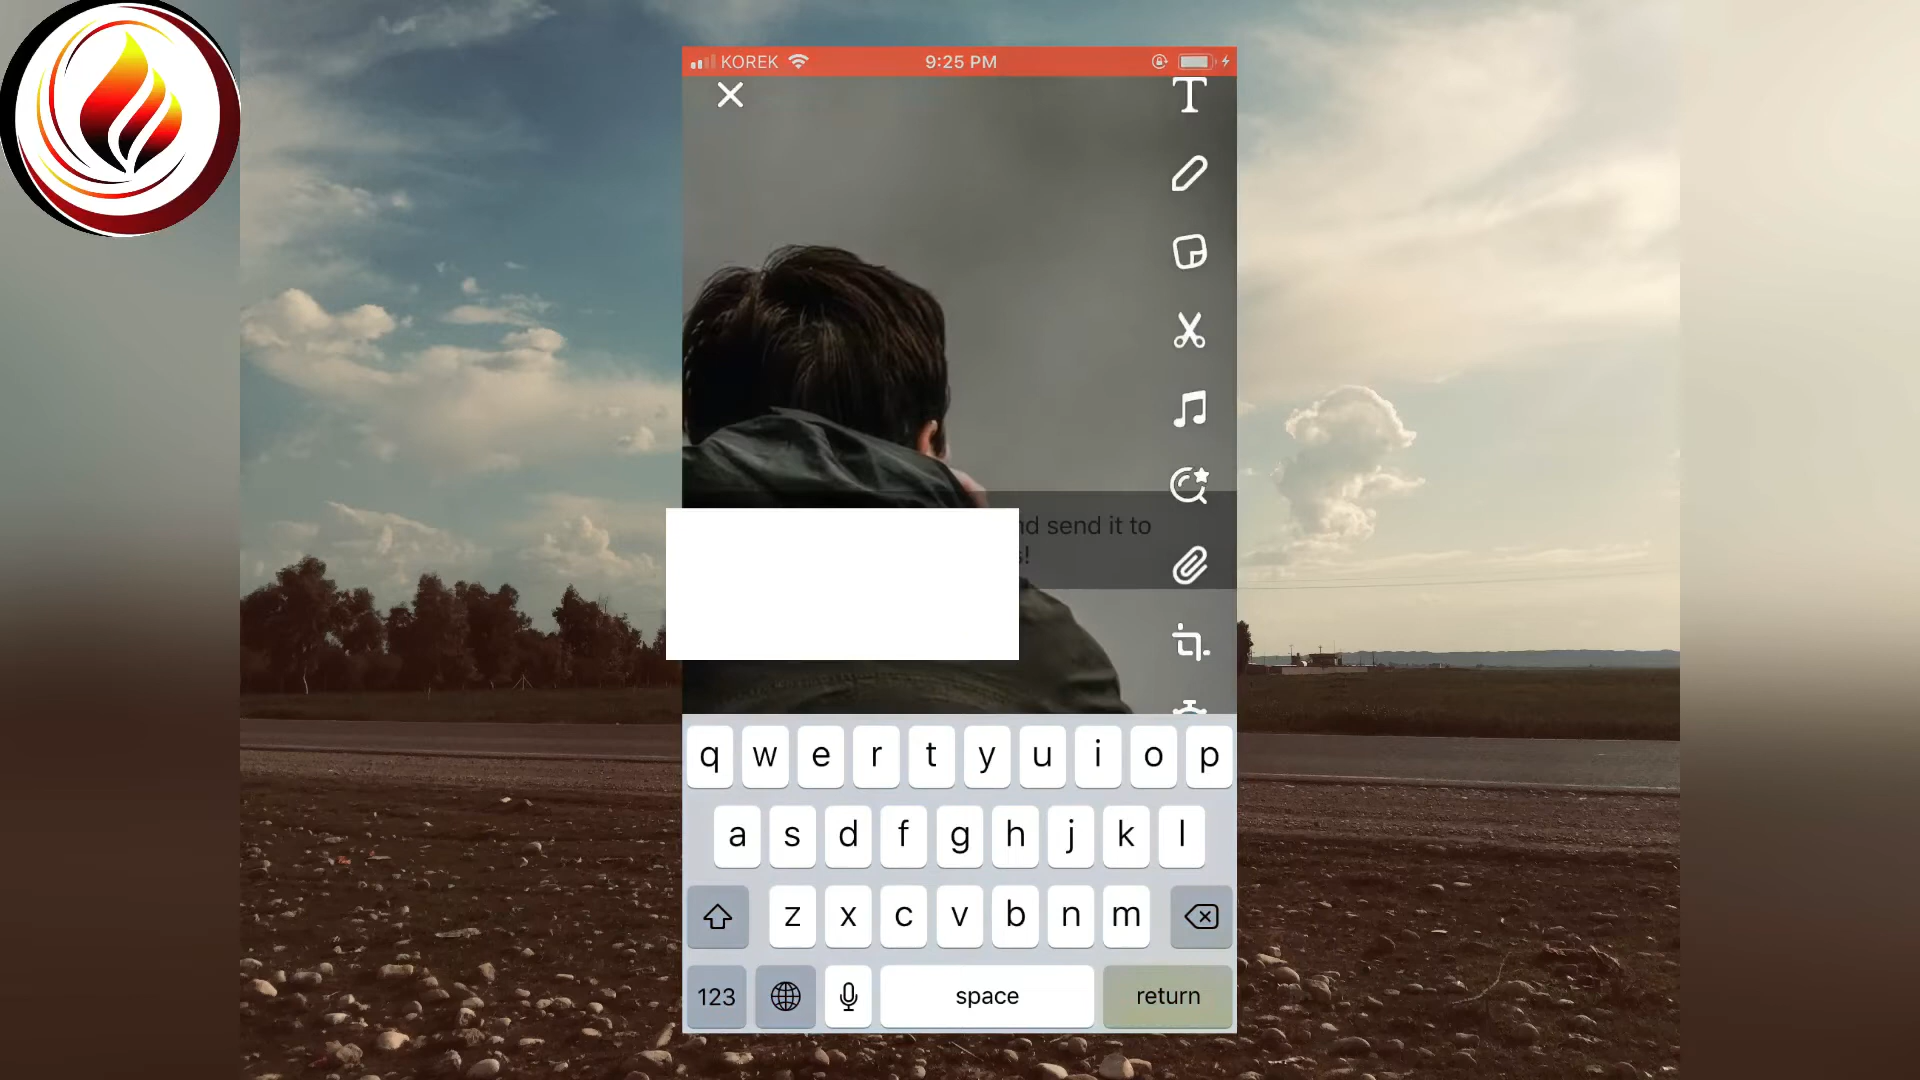 KOREK 9:25 PM
T
send it to
q w e r t y u i o p
a s d f g h j k l
z x c v b n m
123 space return